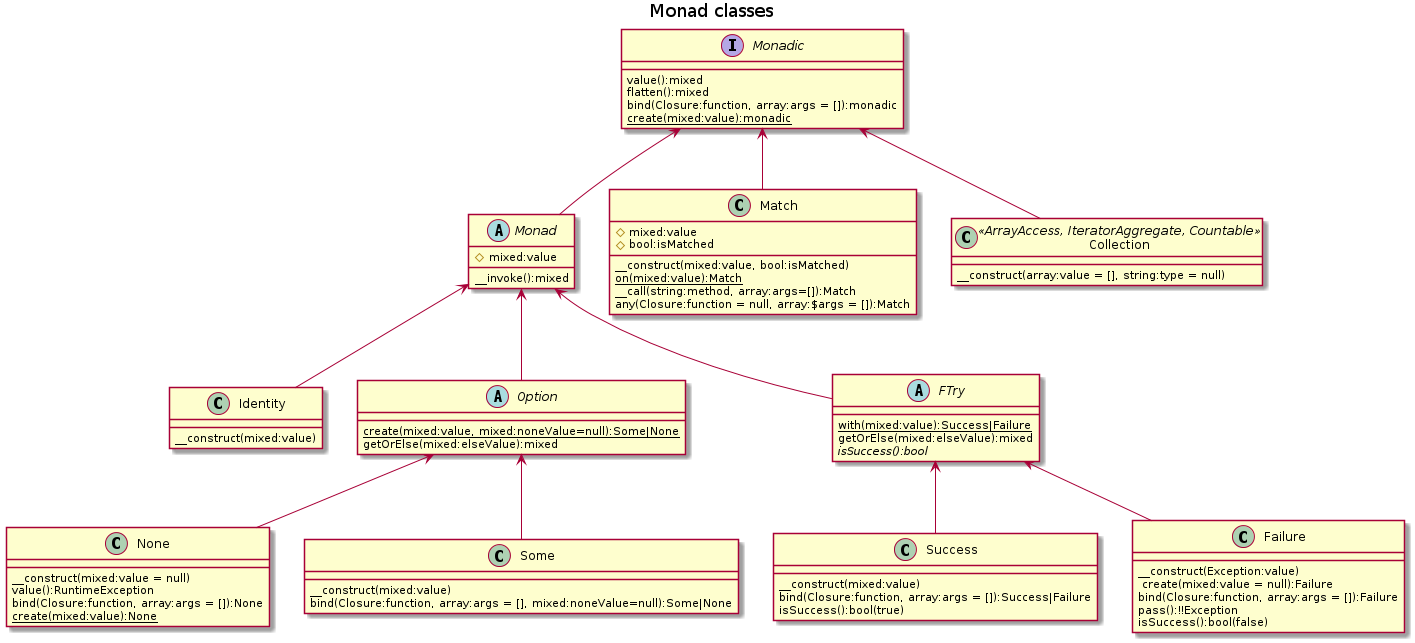 Monad classes
I Monadic
value():mixed
flatten():mixed
bind(Closure:function, array:args = []):monadic
create(mixed:value):monadic
A Monad
mixed:value
__invoke():mixed
C Match
mixed:value
bool:isMatched
__construct(mixed:value, bool:isMatched)
on(mixed:value):Match
__call(string:method, array:args=[]):Match
any(Closure:function = null, array:$args = []):Match
C «ArrayAccess, IteratorAggregate, Countable»
Collection
__construct(array:value = [], string:type = null)
C Identity
__construct(mixed:value)
A 0ption
create(mixed:value, mixed:noneValue=null):Some|None
getOrElse(mixed:elseValue):mixed
A FTry
with(mixed:value):Success|Failure
getOrElse(mixed:elseValue):mixed
isSuccess():bool
C None
__construct(mixed:value = null)
value():RuntimeException
bind(Closure:function, array:args = []):None
create(mixed:value):None
C Some
__construct(mixed:value)
bind(Closure:function, array:args = [], mixed:noneValue=null):Some|None
C Success
__construct(mixed:value)
bind(Closure:function, array:args = []):Success|Failure
isSuccess():bool(true)
C Failure
__construct(Exception:value)
create(mixed:value = null):Failure
bind(Closure:function, array:args = []):Failure
pass():!!Exception
isSuccess():bool(false)